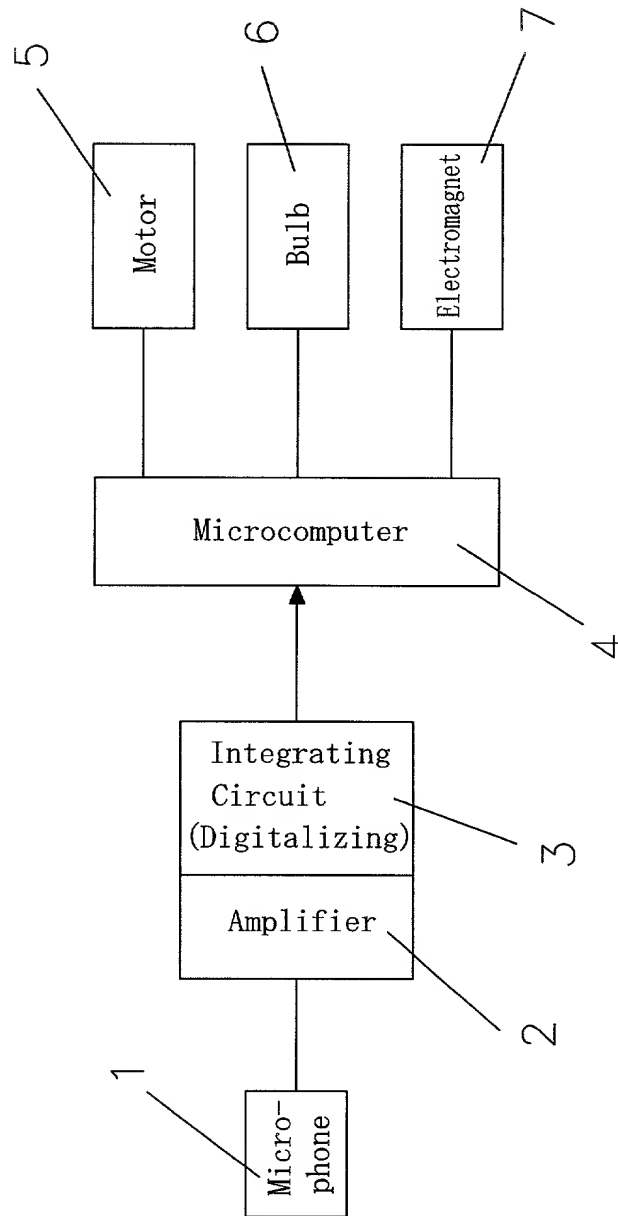 5
Motor
6
Bulb
7
Electromagnet
Microcomputer
4
Integrating
Circuit
(Digitalizing)
3
Amplifier
2
1
Micro-
phone